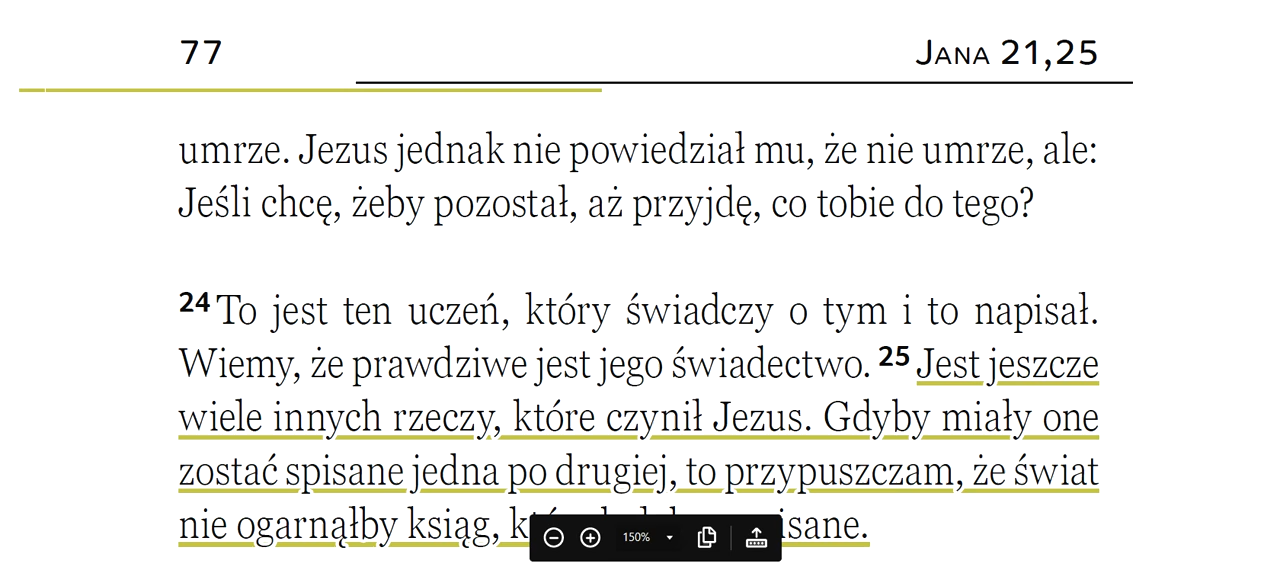 77 Jana 21,25
umrze. Jezus jednak nie powiedział mu, że nie umrze, ale:
Jeśli chcę, żeby pozostał, aż przyjdę, co tobie do tego?
24 To jest ten uczeń, który świadczy o tym i to napisał.
Wiemy, że prawdziwe jest jego świadectwo. 25 Jest jeszcze
wiele innych rzeczy, które czynił Jezus. Gdyby miały one
zostać spisane jedna po drugiej, to przypuszczam, że świat
nie ogarnąłby ksiąg,
150%